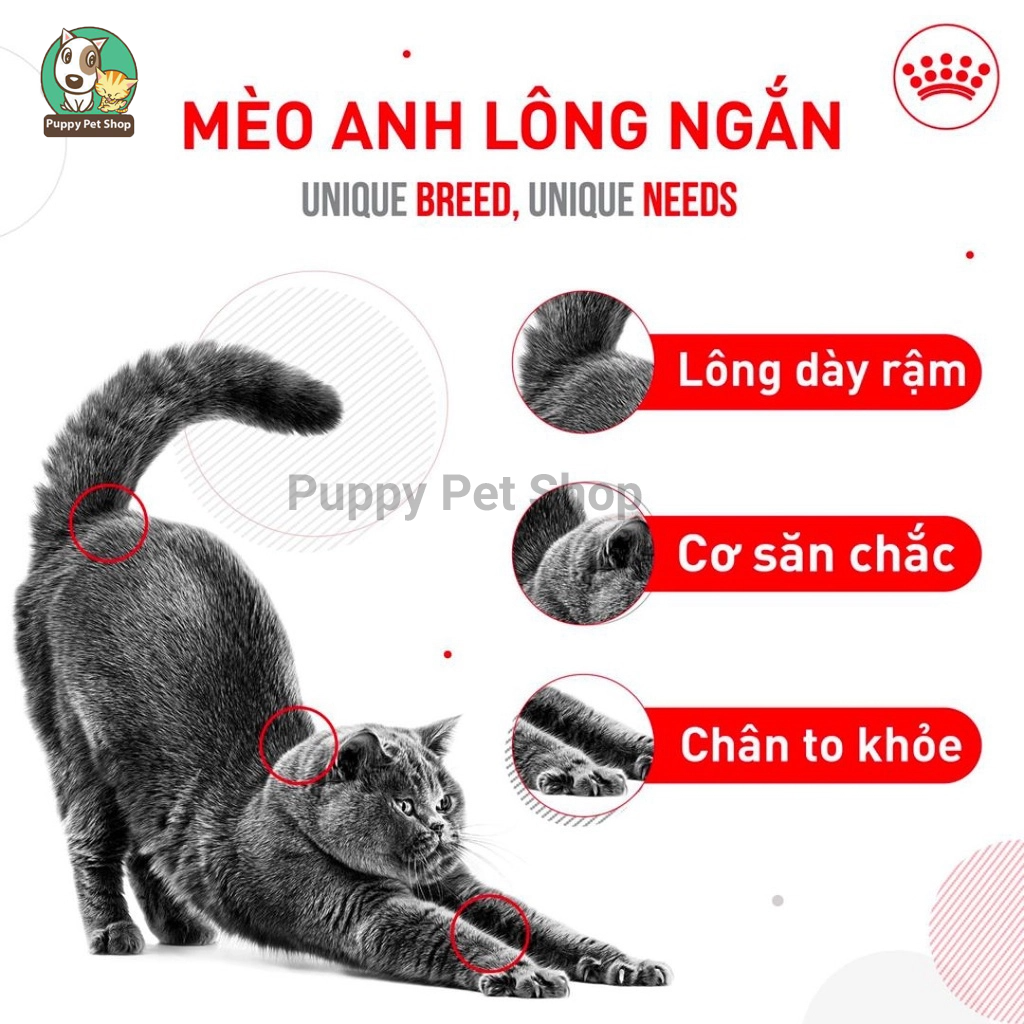 Puppy Pet Shop
MÈO ANH LÔNG NGẮN
UNIQUE BREED, UNIQUE NEEDS
Lông dày rậm
Puppy Pet Shop
Cơ săn chắc
Chân to khỏe